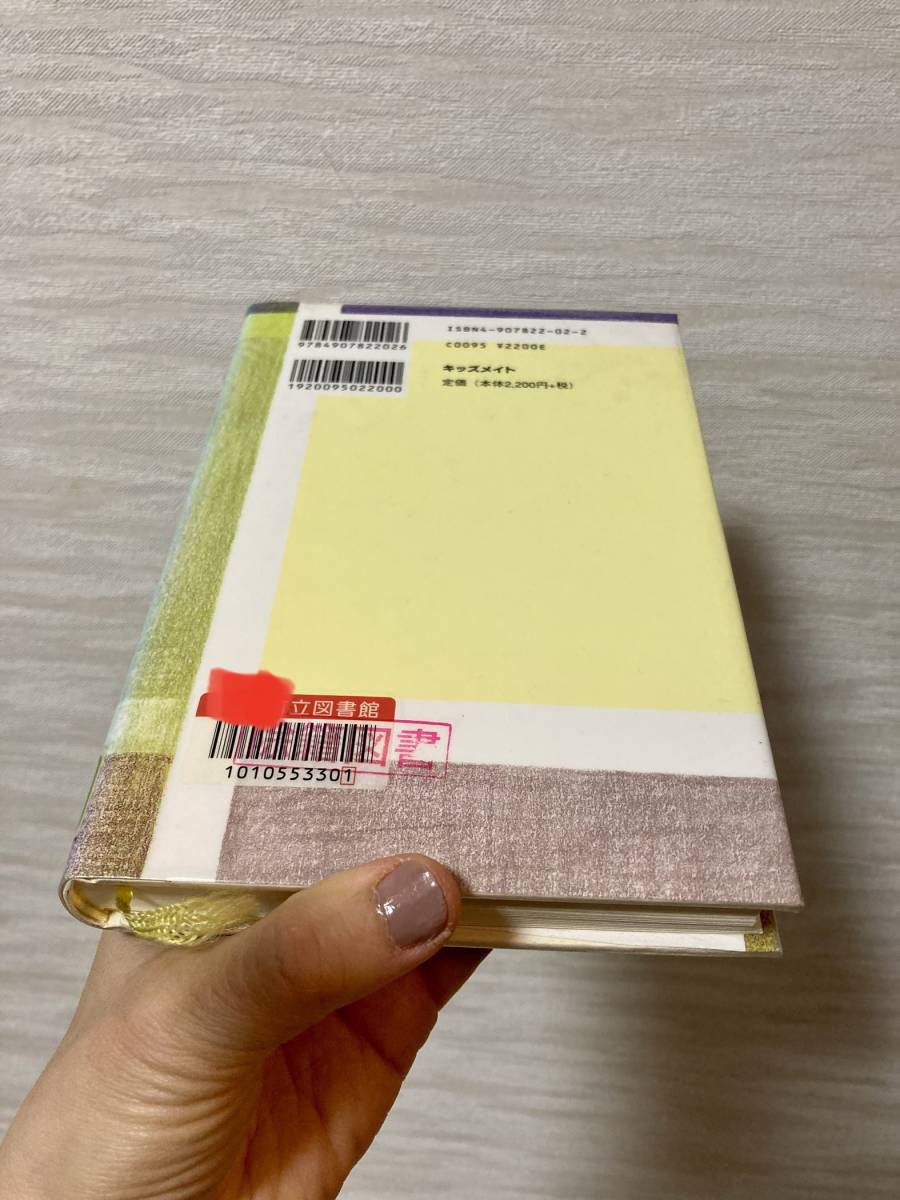 9784907822026
1920095022000
ISBN4-907822-02-2
C0095 ¥2200E
キッズメイト
定価（本体2,200円+税）
立図書館
図書
1010553301